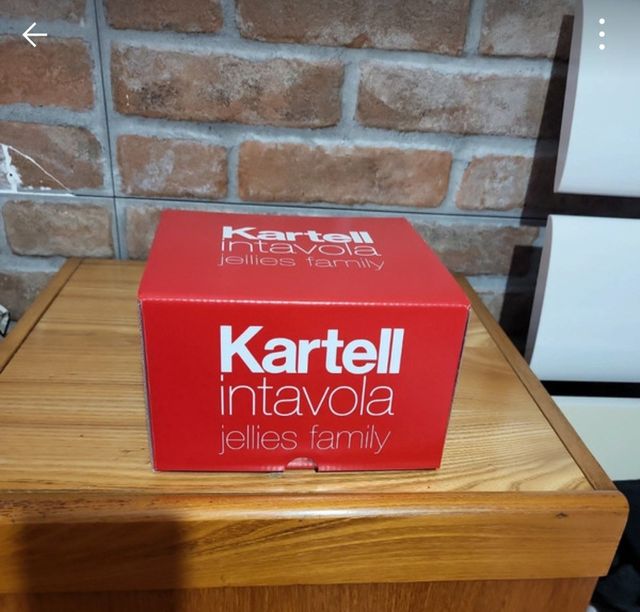 Kartell
intavola
jellies family
Kartell
intavola
jellies family